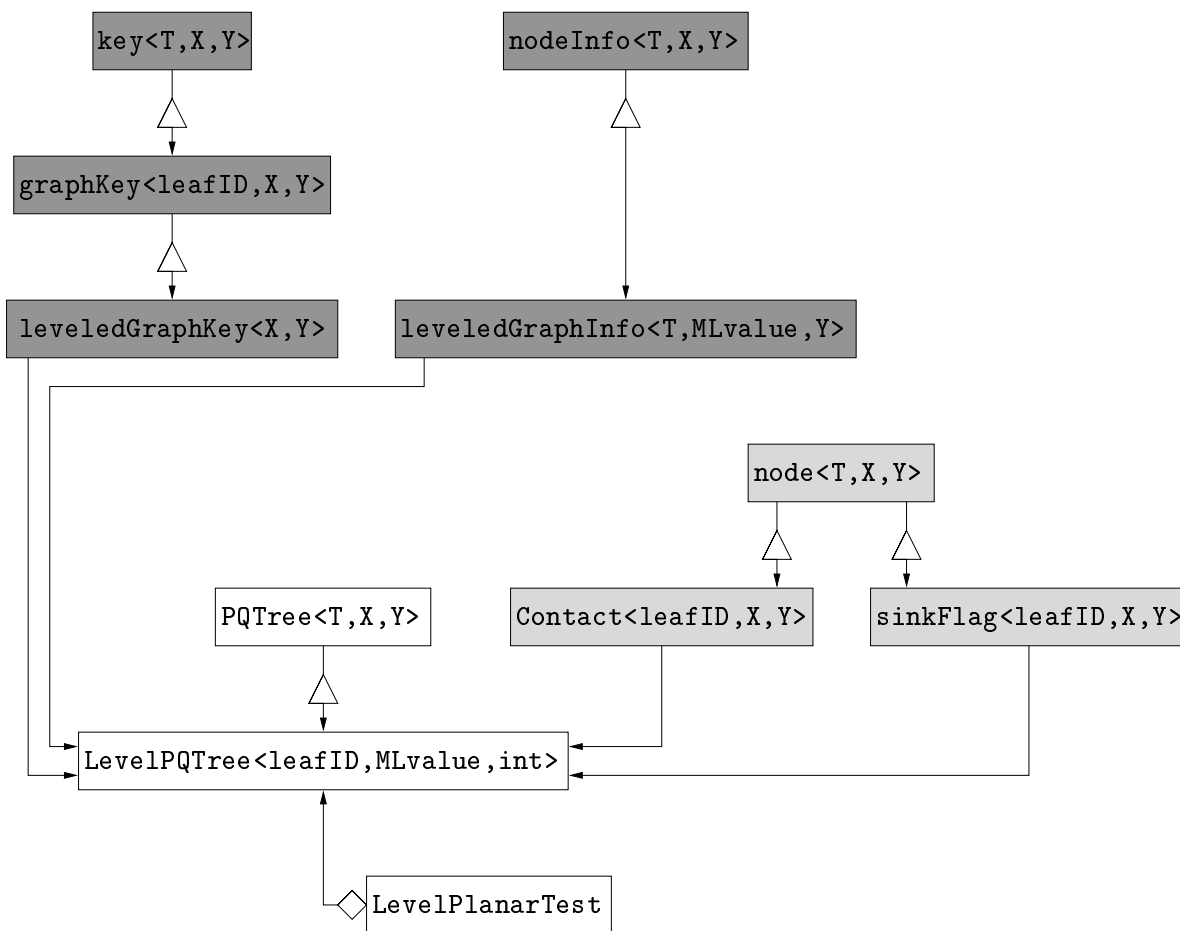 key<T,X,Y>
nodeInfo<T,X,Y>
graphKey<leafID,X,Y>
leveledGraphKey<X,Y>
leveledGraphInfo<T,MLvalue,Y>
node<T,X,Y>
PQTree<T,X,Y>
Contact<leafID,X,Y>
sinkFlag<leafID,X,Y>
LevelPQTree<leafID,MLvalue,int>
LevelPlanarTest